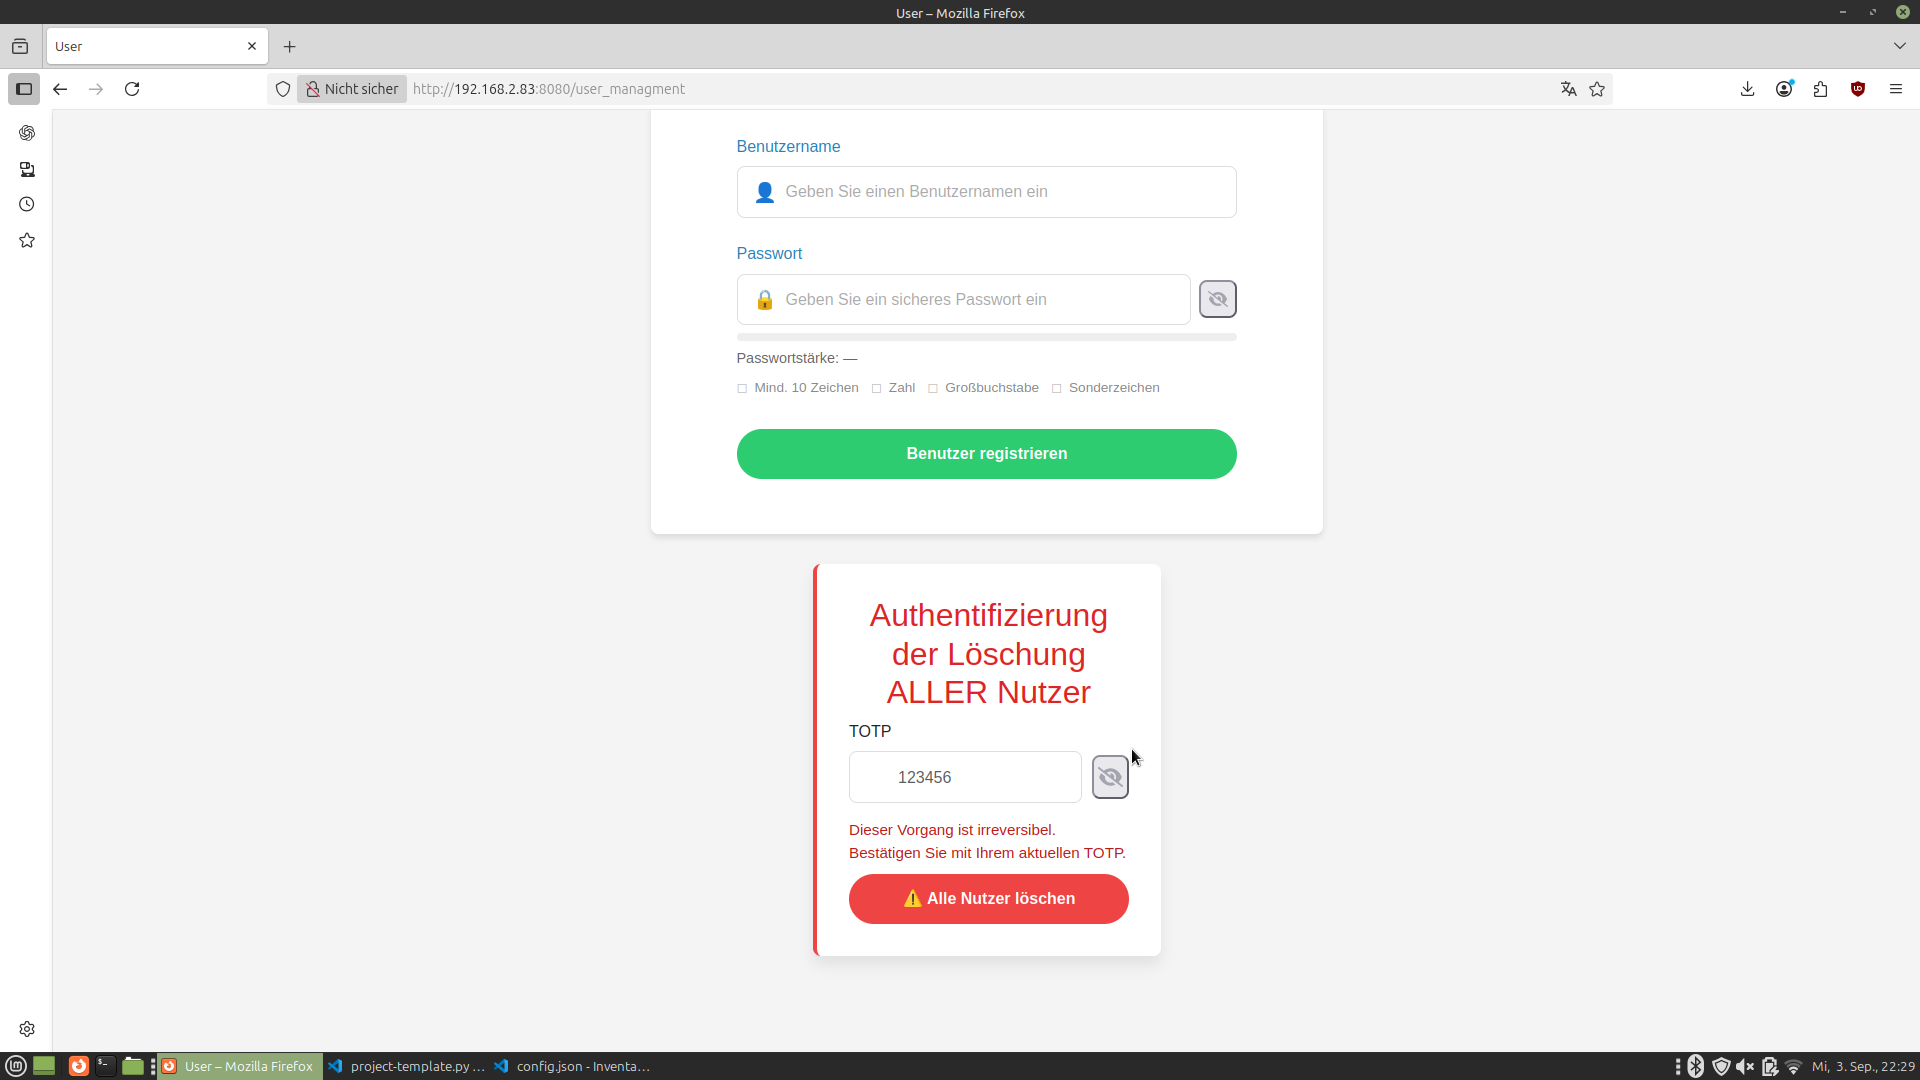 User – Mozilla Firefox
User
Nicht sicher
http://192.168.2.83:8080/user_managment
Benutzername
Geben Sie einen Benutzernamen ein
Passwort
Geben Sie ein sicheres Passwort ein
Passwortstärke: —
Mind. 10 Zeichen Zahl Großbuchstabe Sonderzeichen
Benutzer registrieren
Authentifizierung
der Löschung
ALLER Nutzer
TOTP
123456
Dieser Vorgang ist irreversibel.
Bestätigen Sie mit Ihrem aktuellen TOTP.
Alle Nutzer löschen
User – Mozilla Firefox
project-template.py ...
config.json - Inventa...
Mi, 3. Sep., 22:29